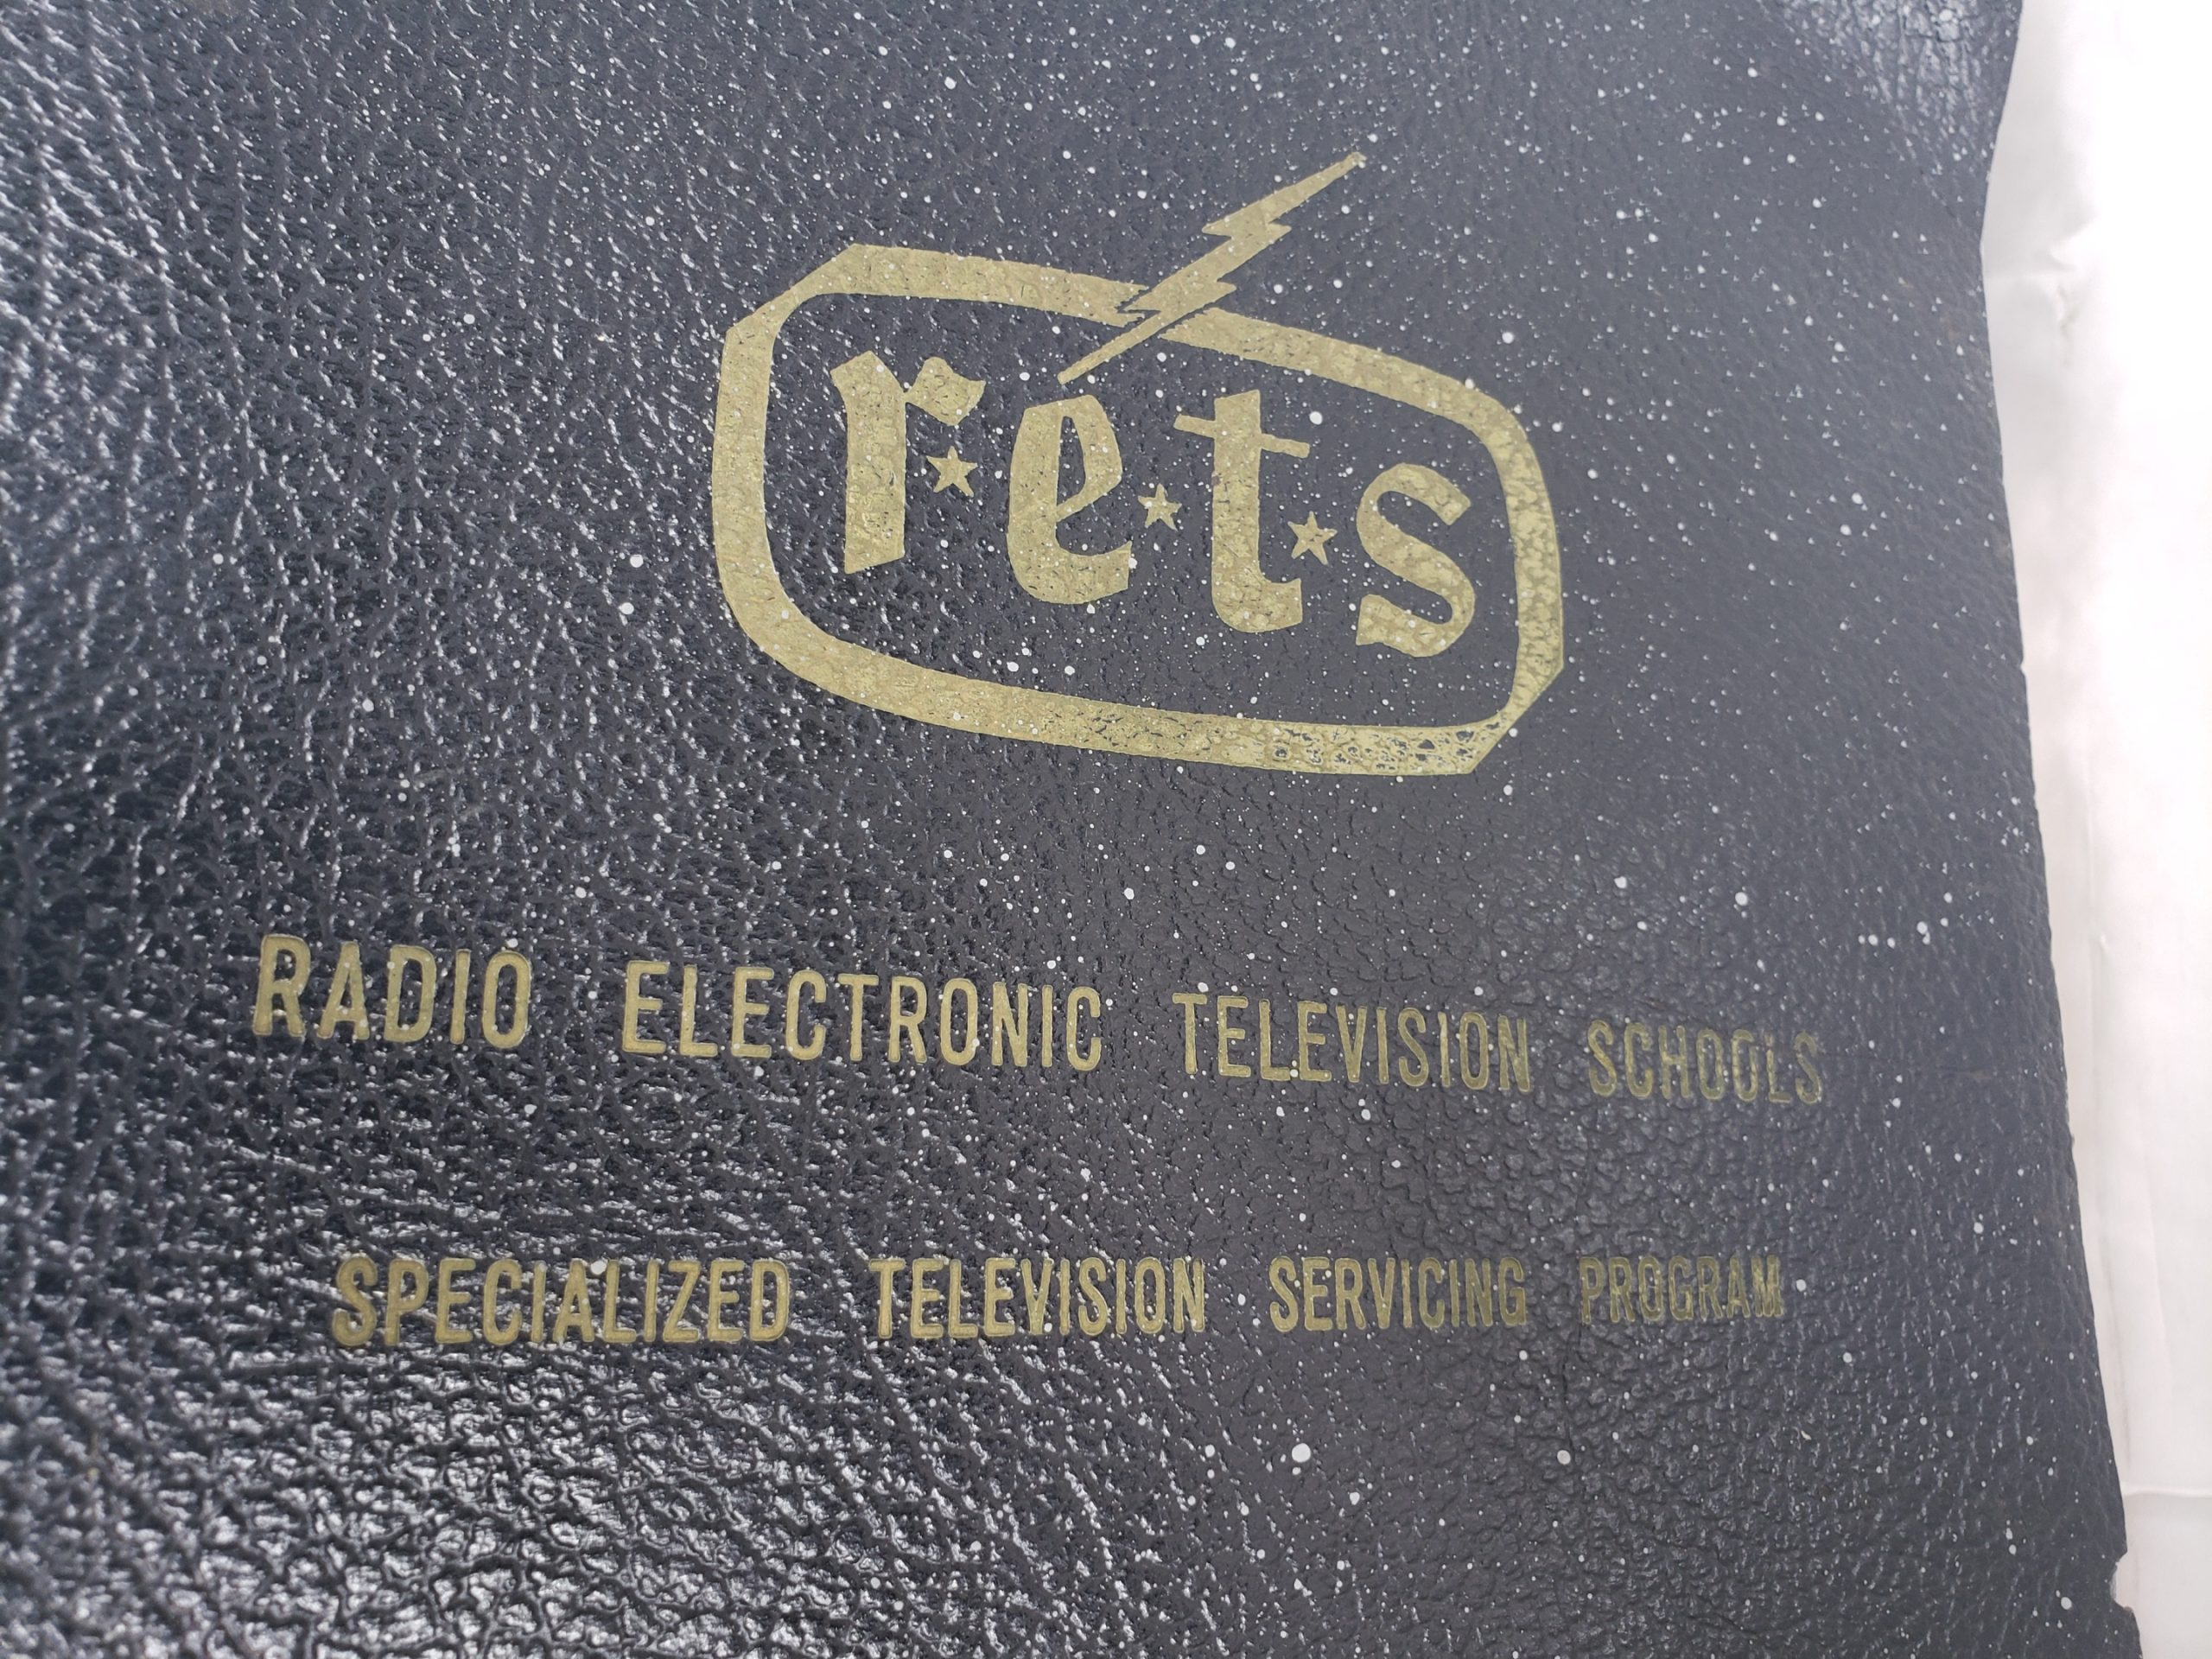 r★e★t★s
RADIO ELECTRONIC TELEVISION SCHOOLS
SPECIALIZED TELEVISION SERVICING PROGRAM